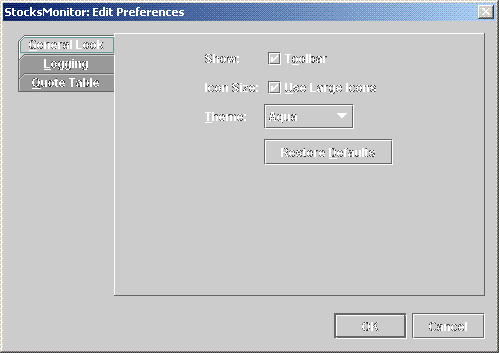 StocksMonitor: Edit Preferences
General Look
Logging
Quote Table
Show: Toolbar
Icon Size: Use Large Icons
Theme: Aqua
Restore Defaults
OK Cancel